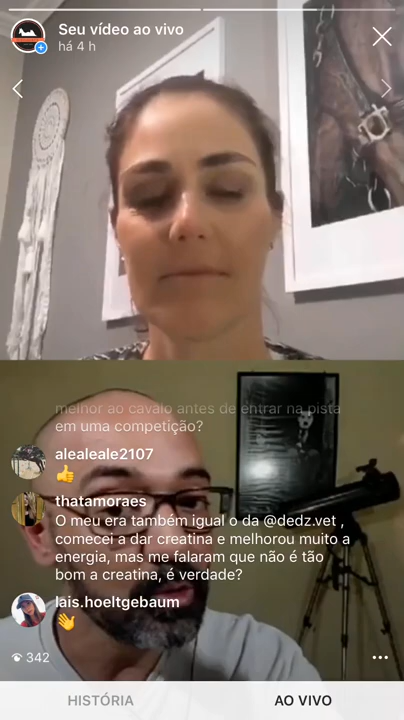 Seu vídeo ao vivo
há 4 h
melhor ao cavalo antes de entrar na pista
em uma competição?
alealeale2107
👍
thatamoraes
O meu era também igual o da @dedz.vet ,
comecei a dar creatina e melhorou muito a
energia, mas me falaram que não é tão
bom a creatina, é verdade?
lais.hoeltgebaum
👋
342
HISTÓRIA
AO VIVO